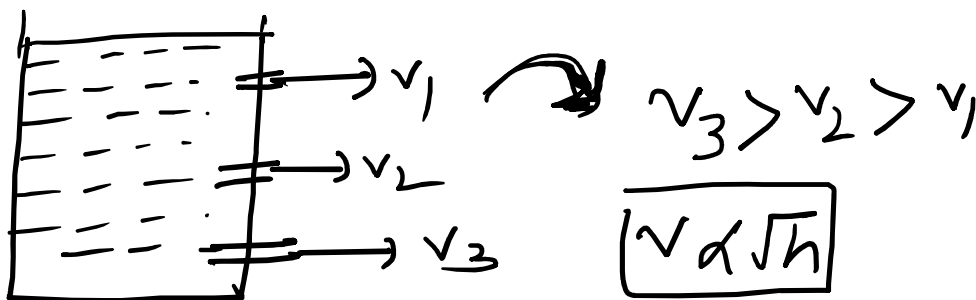 V₁
V₂
V₃
V₃ > V₂ > V₁
V ∝ √h